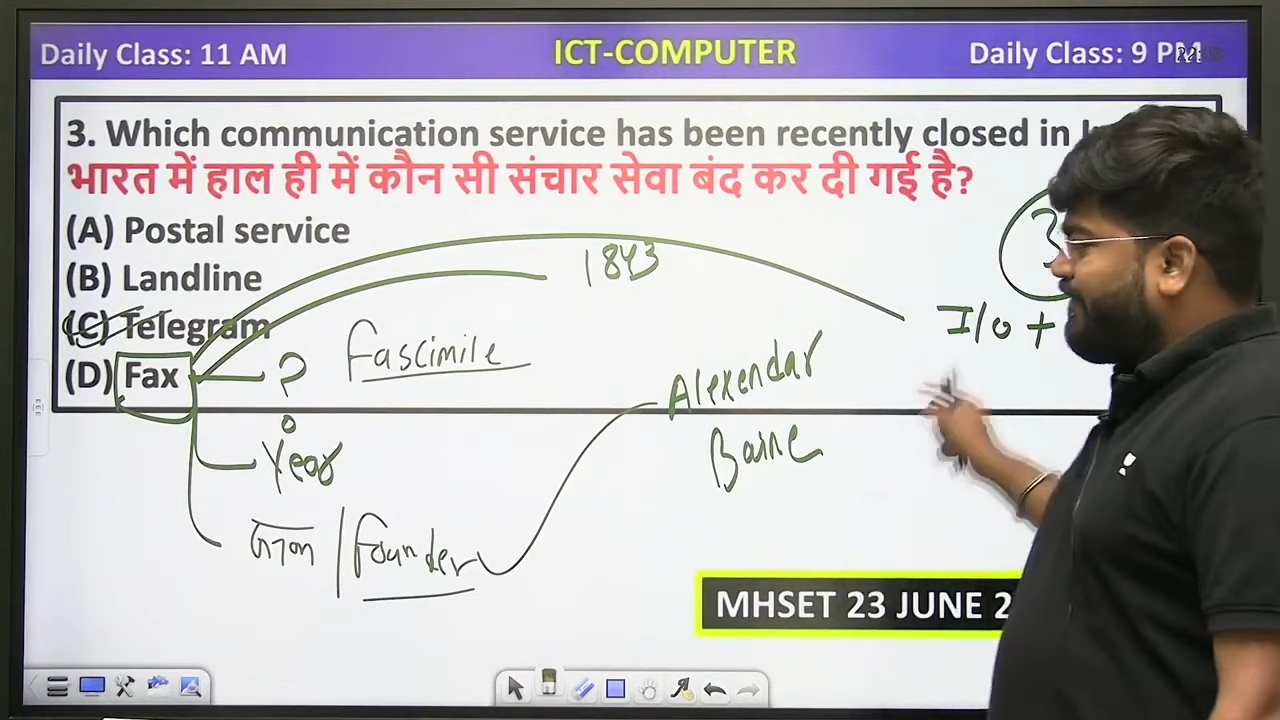 Daily Class: 11 AM
ICT-COMPUTER
Daily Class: 9 PM
3. Which communication service has been recently closed in
भारत में हाल ही में कौन सी संचार सेवा बंद कर दी गई है?
(A) Postal service
(B) Landline
(C) Telegram
(D) Fax
1843
?
Fascimile
3
I/O +
Alexendar
Baine
Year
Founder
MHSET 23 JUNE 2